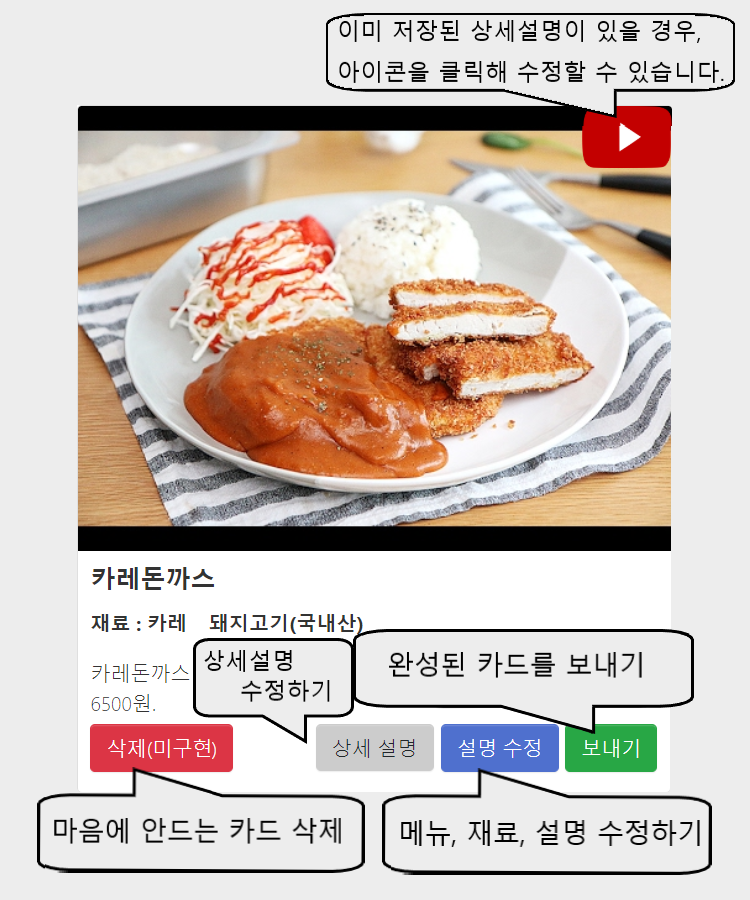 이미 저장된 상세설명이 있을 경우,
아이콘을 클릭해 수정할 수 있습니다.
카레돈까스
재료 : 카레 돼지고기(국내산)
카레돈까스
6500원.
상세설명
수정하기
완성된 카드를 보내기
삭제(미구현)
상세 설명
설명 수정
보내기
마음에 안드는 카드 삭제
메뉴, 재료, 설명 수정하기